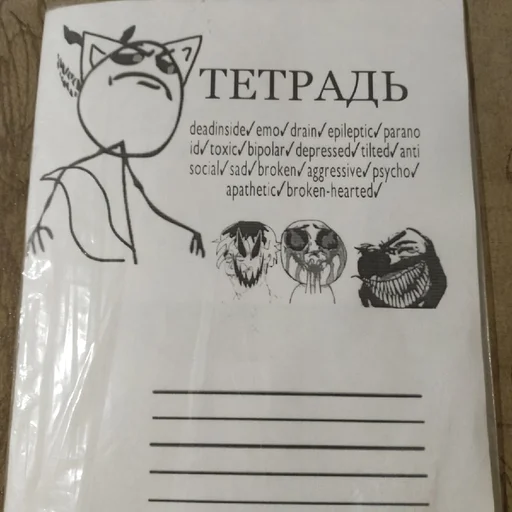 ТЕТРАДЬ
deadinside✓emo✓drain✓epileptic✓parano
id✓toxic✓bipolar✓depressed✓tilted✓anti
social✓sad✓broken✓aggressive✓psycho✓
apathetic✓broken-hearted✓